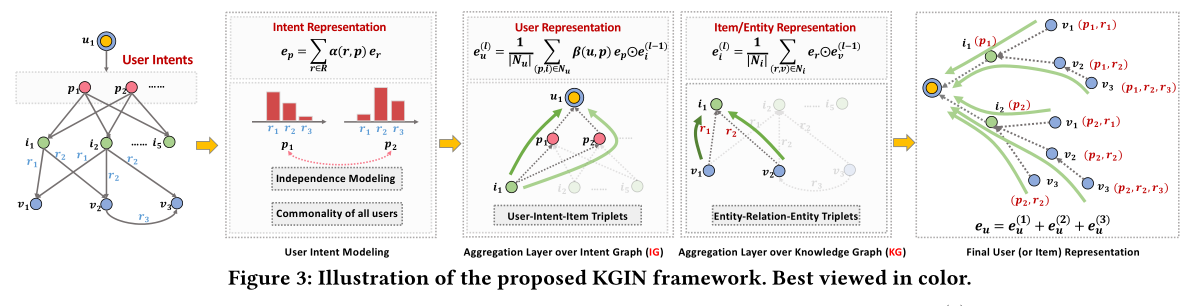 u₁
User Intents
p₁ p₂ ......
i₁ i₂ ...... i₅
r₁ r₂ r₁ r₂ r₂
v₁ v₂ v₃
r₃
Intent Representation
e_p = ∑_{r∈R} α(r, p) e_r
r₁ r₂ r₃ r₁ r₂ r₃
p₁ p₂
Independence Modeling
Commonality of all users
User Intent Modeling
User Representation
e_u^{(l)} = 1/|N_u| ∑_{(p,i)∈N_u} β(u, p) e_p⊙e_i^{(l-1)}
u₁
p₁ p₂ ......
i₁ i₂ ...... i₅
User-Intent-Item Triplets
Aggregation Layer over Intent Graph (IG)
Item/Entity Representation
e_i^{(l)} = 1/|N_i| ∑_{(r,v)∈N_i} e_r⊙e_v^{(l-1)}
i₁ i₂ ...... i₅
r₁ r₂
v₁ v₂ v₃
r₃
Entity-Relation-Entity Triplets
Aggregation Layer over Knowledge Graph (KG)
v₁ (p₁, r₁)
i₁ (p₁)
v₂ (p₁, r₂)
v₃ (p₁, r₂, r₃)
i₂ (p₂)
v₁ (p₂, r₁)
v₂ (p₂, r₂)
v₃
v₃ (p₂, r₂, r₃)
(p₂, r₂)
e_u = e_u^{(1)} + e_u^{(2)} + e_u^{(3)}
Final User (or Item) Representation
Figure 3: Illustration of the proposed KGIN framework. Best viewed in color.